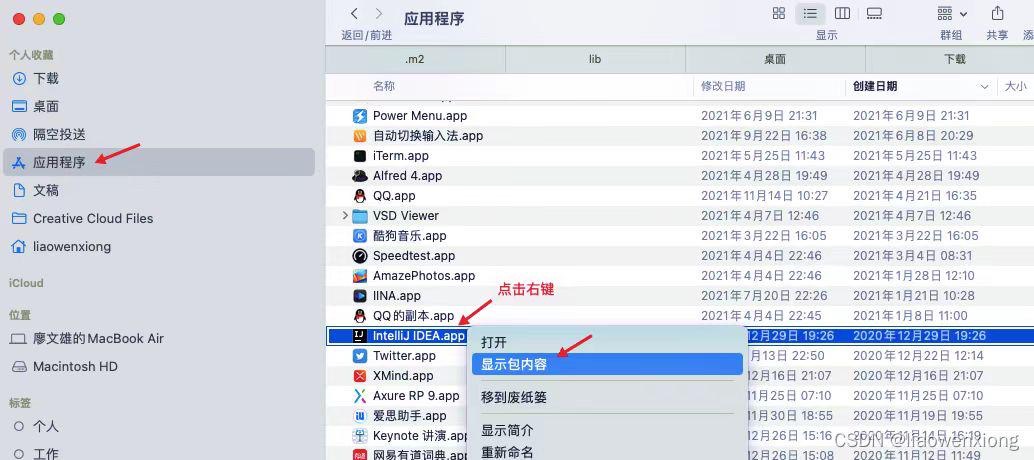 应用程序
返回/前进
显示
群组
共享
个人收藏
下载
桌面
隔空投送
应用程序
文稿
Creative Cloud Files
liaowenxiong
iCloud
位置
廖文雄的MacBook Air
Macintosh HD
标签
个人
工作
.m2 lib 桌面 下载
名称 修改日期 创建日期 大小
Power Menu.app 2021年6月9日 21:31 2021年6月9日 21:31
自动切换输入法.app 2021年9月22日 16:38 2021年6月8日 20:29
iTerm.app 2021年5月25日 11:43 2021年5月25日 11:43
Alfred 4.app 2021年4月28日 19:49 2021年4月28日 19:49
QQ.app 2021年11月14日 10:27 2021年4月21日 16:35
VSD Viewer 2021年4月7日 12:46 2021年4月7日 12:46
酷狗音乐.app 2021年3月22日 16:05 2021年3月22日 16:05
Speedtest.app 2021年4月4日 22:46 2021年3月4日 08:31
AmazePhotos.app 2021年4月4日 22:46 2021年1月28日 12:10
IINA.app 2021年7月20日 22:26 2021年1月21日 10:28
点击右键
QQ的副本.app 2021年4月4日 22:45 2021年1月8日 11:00
IntelliJ IDEA.app 12月29日 19:26 2020年12月29日 19:26
Twitter.app 月13日 22:50 2020年12月22日 12:14
XMind.app 12月16日 21:07 2020年12月16日 21:07
Axure RP 9.app 11月25日 07:10 2020年11月25日 07:10
爱思助手.app 11月30日 18:55 2020年11月19日 19:55
Keynote 讲演.app 12月26日 15:16 2020年11月14日 16:19
网易有道词典.app 12月26日 15:08 2020年11月14日
打开
显示包内容
移到废纸篓
显示简介
重新命名
CSDN @liaowenxiong